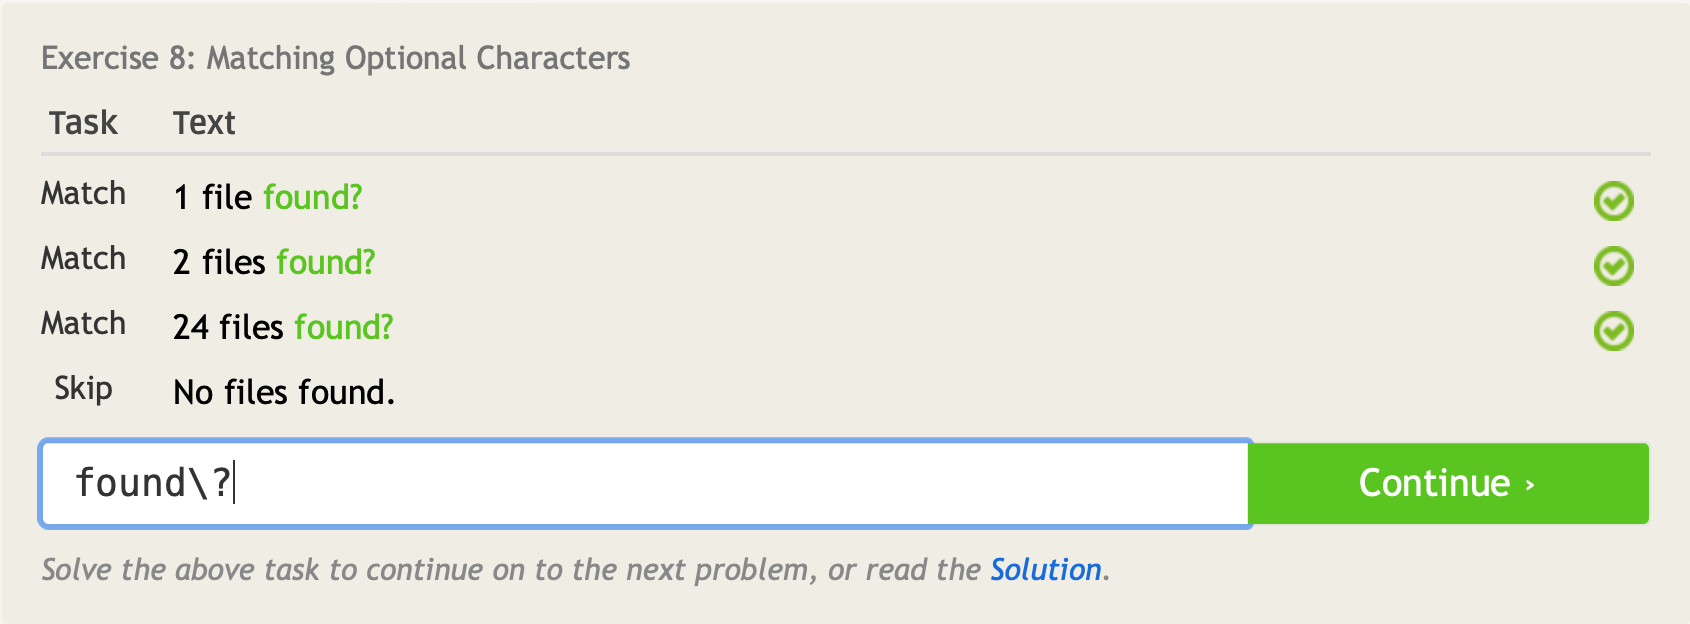 Exercise 8: Matching Optional Characters
Task Text
Match 1 file found?
Match 2 files found?
Match 24 files found?
Skip No files found.
found\?
Continue ›
Solve the above task to continue on to the next problem, or read the Solution.